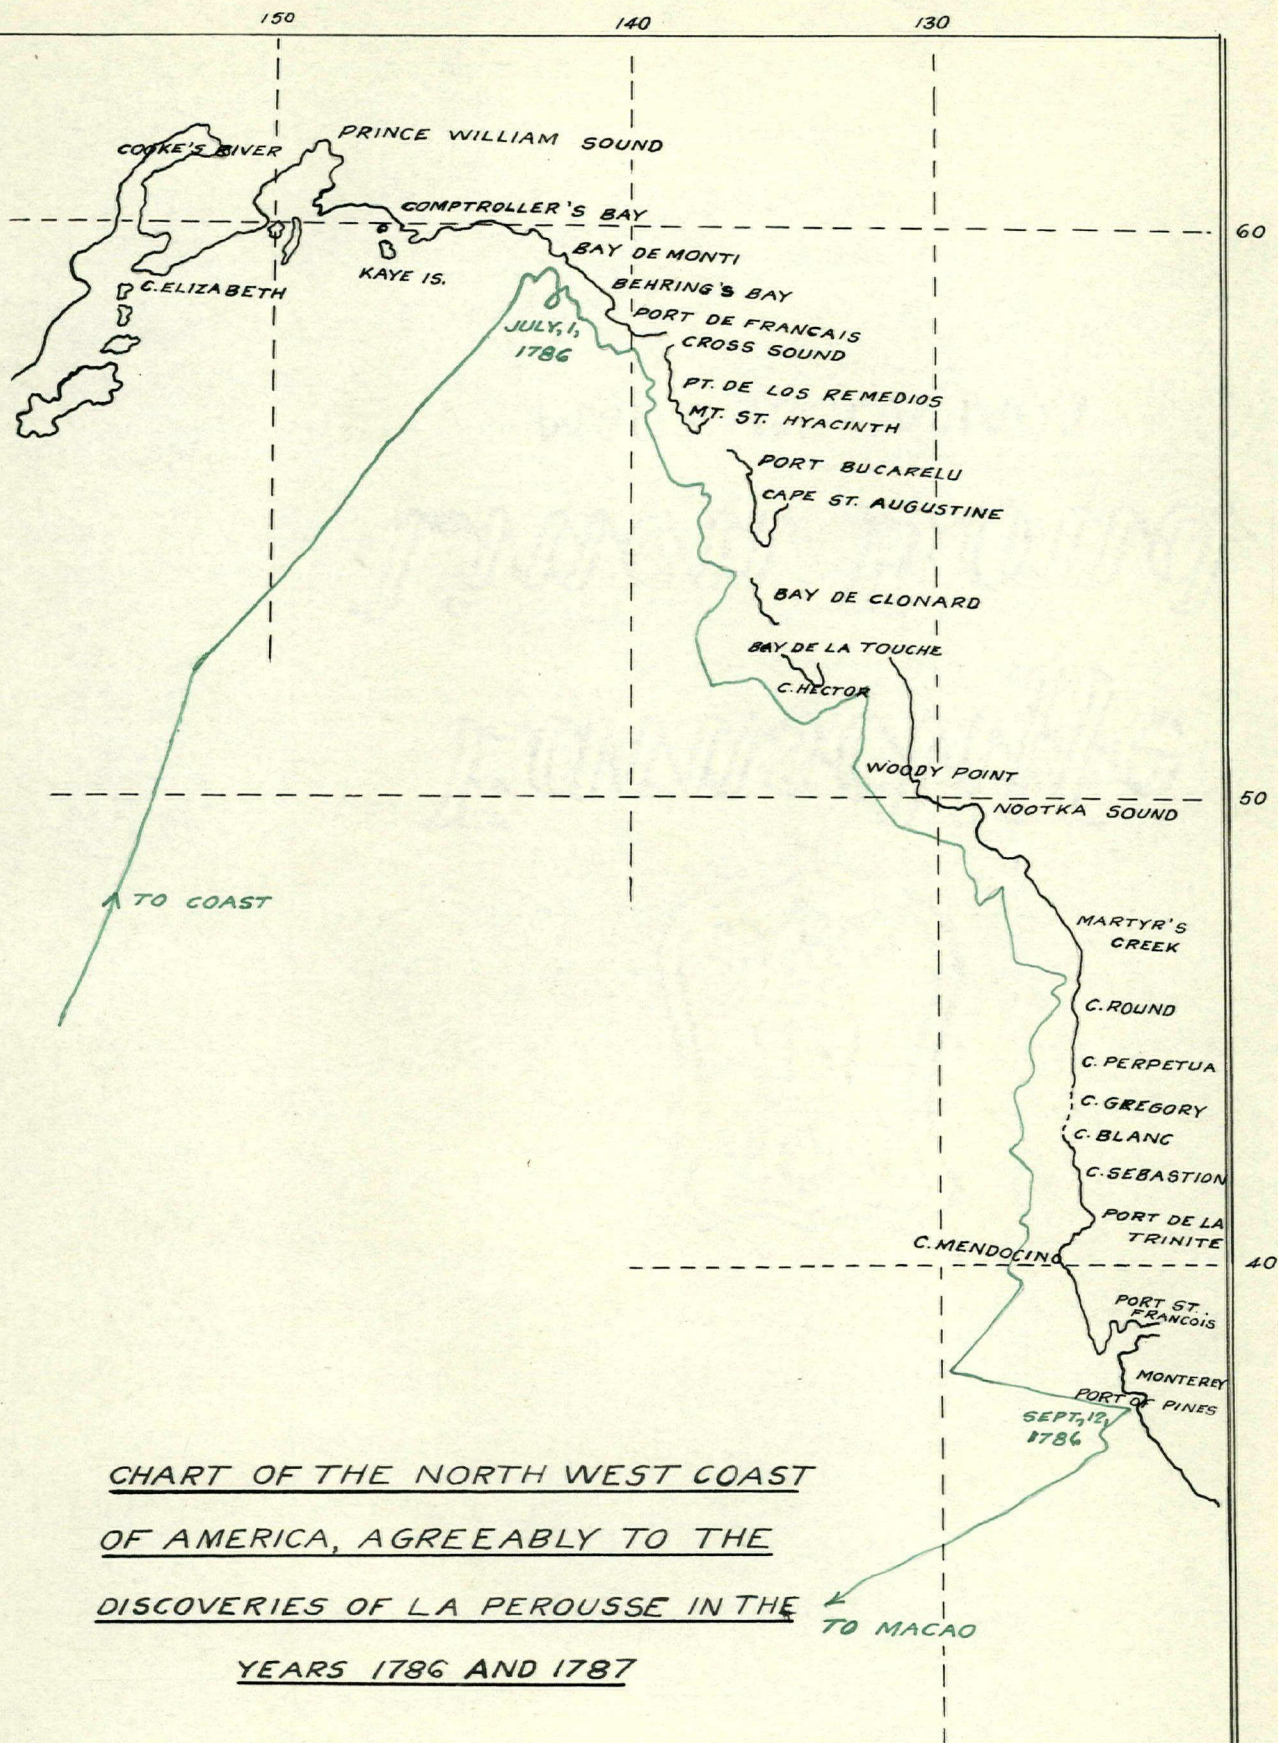 150 140 130
PRINCE WILLIAM SOUND
COOKE'S RIVER
COMPTROLLER'S BAY
60
BAY DE MONTI
KAYE IS.
C. ELIZABETH
BEHRING'S BAY
PORT DE FRANCAIS
JULY, 1,
1786
CROSS SOUND
PT. DE LOS REMEDIOS
MT. ST. HYACINTH
PORT BUCARELU
CAPE ST. AUGUSTINE
BAY DE CLONARD
BAY DE LA TOUCHE
C. HECTOR
WOODY POINT
50
NOOTKA SOUND
TO COAST
MARTYR'S
CREEK
C. ROUND
C. PERPETUA
C. GREGORY
C. BLANC
C. SEBASTION
PORT DE LA
TRINITE
C. MENDOCINO
40
PORT ST.
FRANCOIS
MONTEREY
PORT OF PINES
SEPT, 12,
1786
CHART OF THE NORTH WEST COAST
OF AMERICA, AGREEABLY TO THE
DISCOVERIES OF LA PEROUSSE IN THE
YEARS 1786 AND 1787
TO MACAO